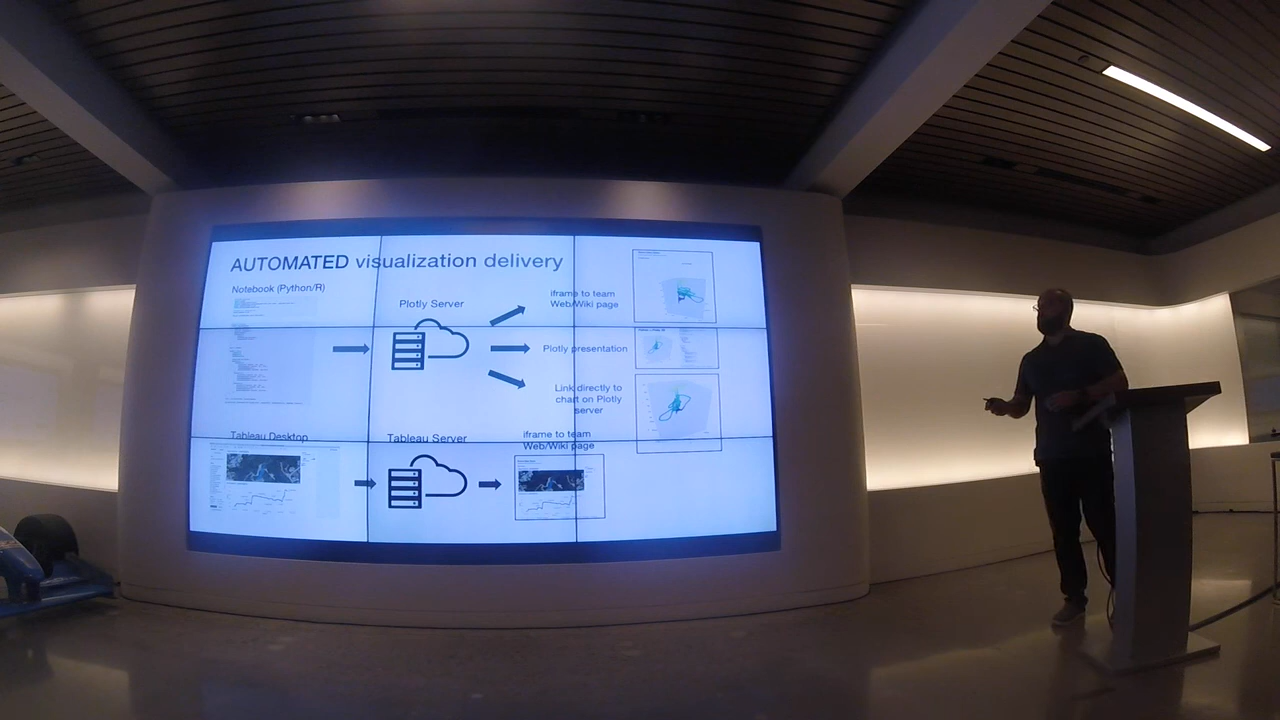 AUTOMATED visualization delivery
Notebook (Python/R)
Plotly Server
iframe to team
Web/Wiki page
Plotly presentation
Link directly to
chart on Plotly
server
Tableau Desktop
Tableau Server
iframe to team
Web/Wiki page